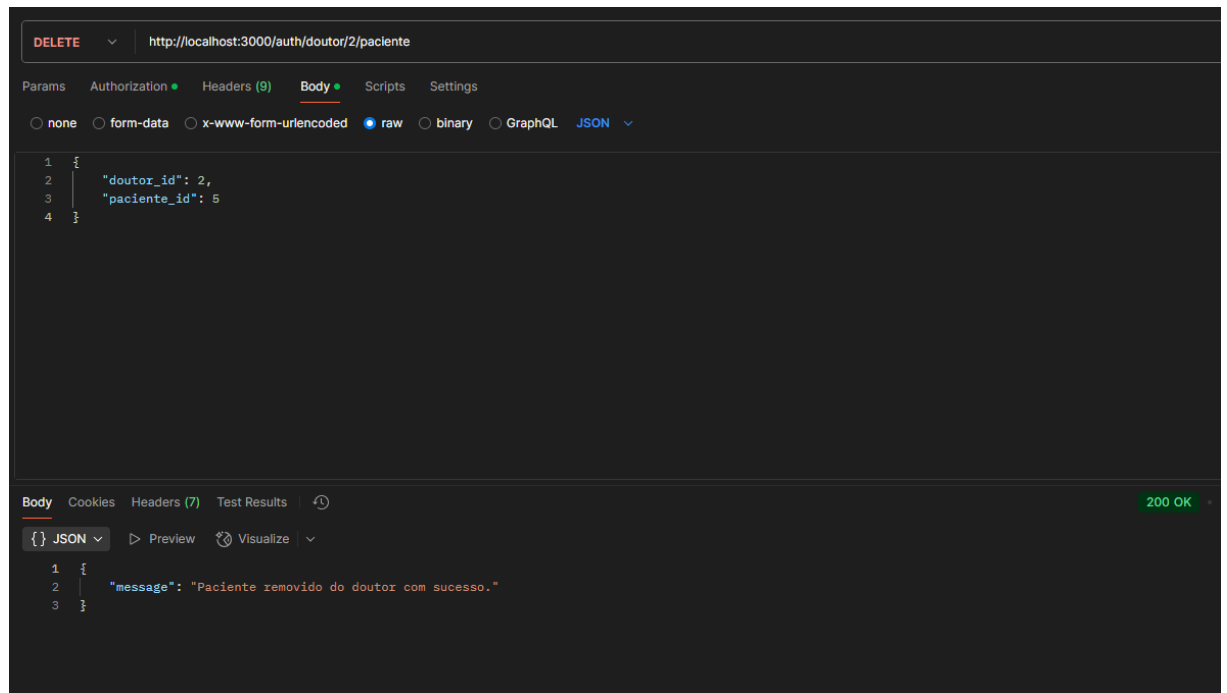 DELETE http://localhost:3000/auth/doutor/2/paciente
Params Authorization Headers (9) Body Scripts Settings
none form-data x-www-form-urlencoded raw binary GraphQL JSON
1 {
2 "doutor_id": 2,
3 "paciente_id": 5
4 }
Body Cookies Headers (7) Test Results 200 OK
{} JSON Preview Visualize
1 {
2 "message": "Paciente removido do doutor com sucesso."
3 }